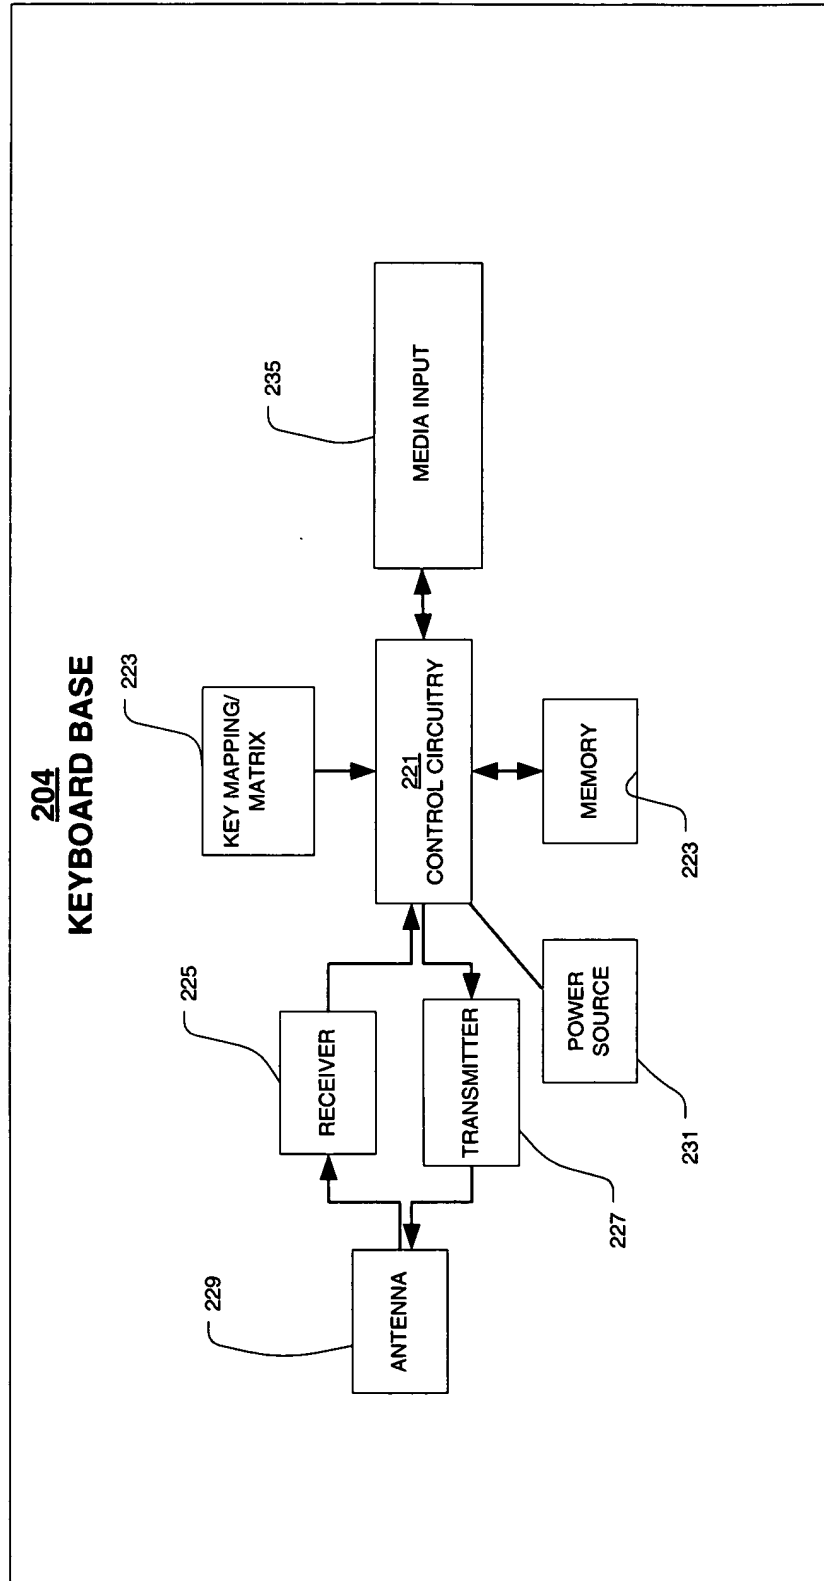 204
KEYBOARD BASE
223
KEY MAPPING/
MATRIX
225
RECEIVER
229
ANTENNA
221
CONTROL CIRCUITRY
235
MEDIA INPUT
TRANSMITTER
227
POWER
SOURCE
231
MEMORY
223